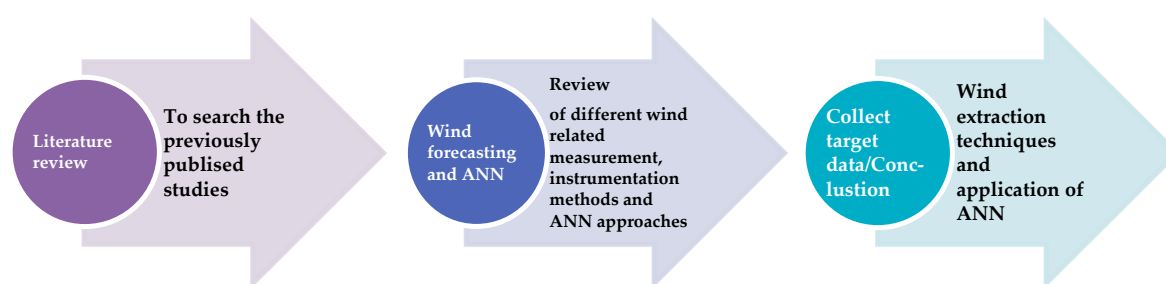 Literature
review
To search the
previously
publised
studies
Wind
forecasting
and ANN
Review
of different wind
related
measurement,
instrumentation
methods and
ANN approaches
Collect
target
data/Conc-
lustion
Wind
extraction
techniques
and
application of
ANN